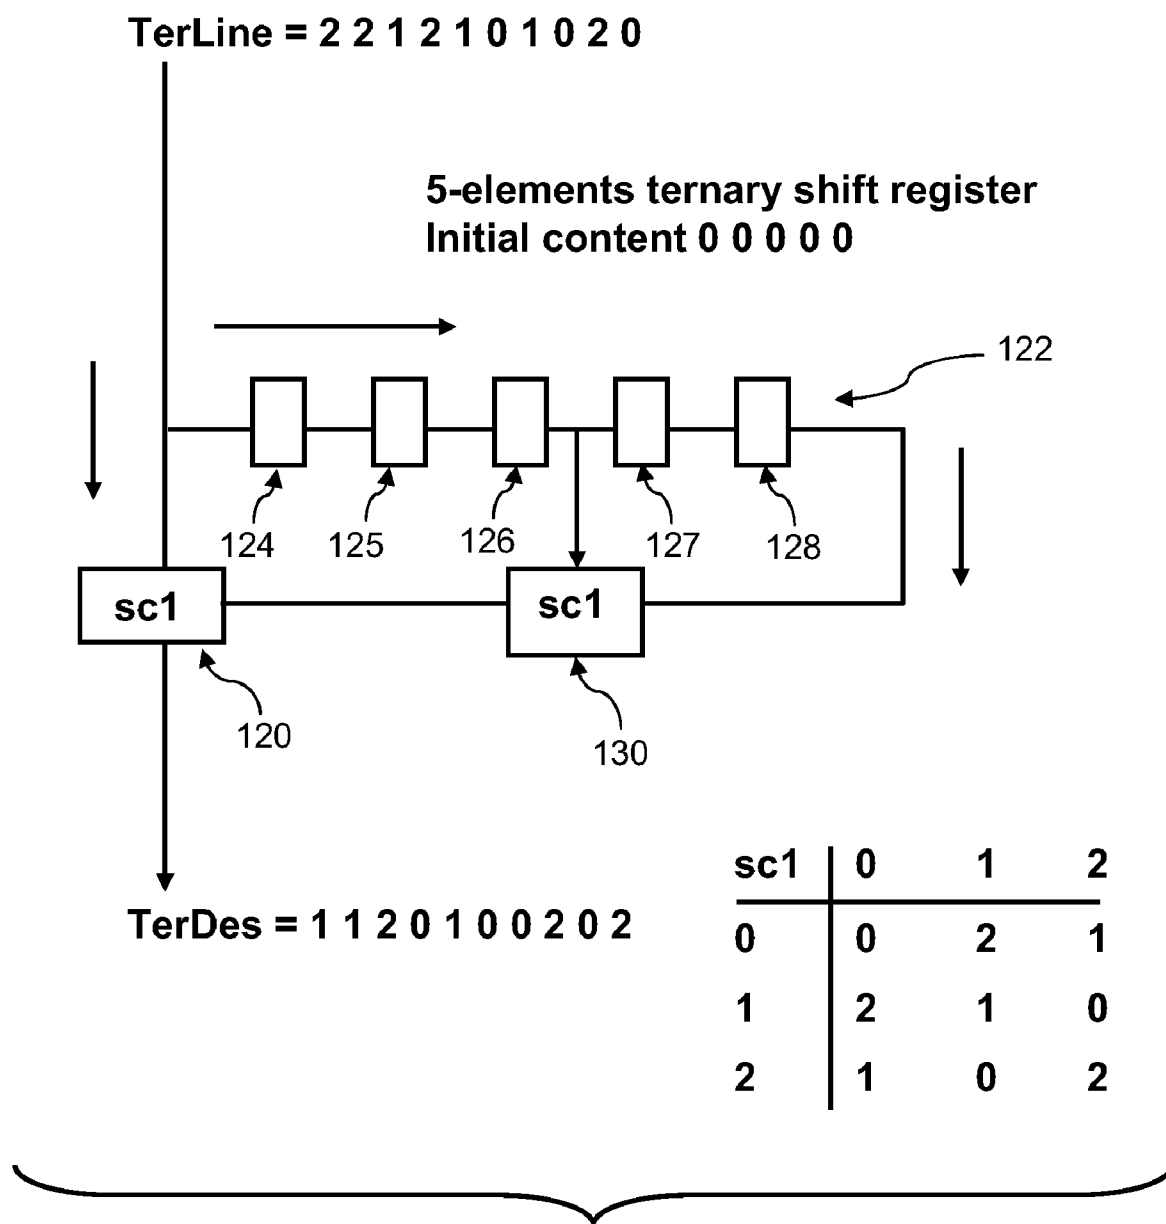 TerLine = 2 2 1 2 1 0 1 0 2 0
5-elements ternary shift register
Initial content 0 0 0 0 0
122
124 125 126 127 128
sc1 sc1
120
130
sc1 0 1 2
0 0 2 1
1 2 1 0
2 1 0 2
TerDes = 1 1 2 0 1 0 0 2 0 2